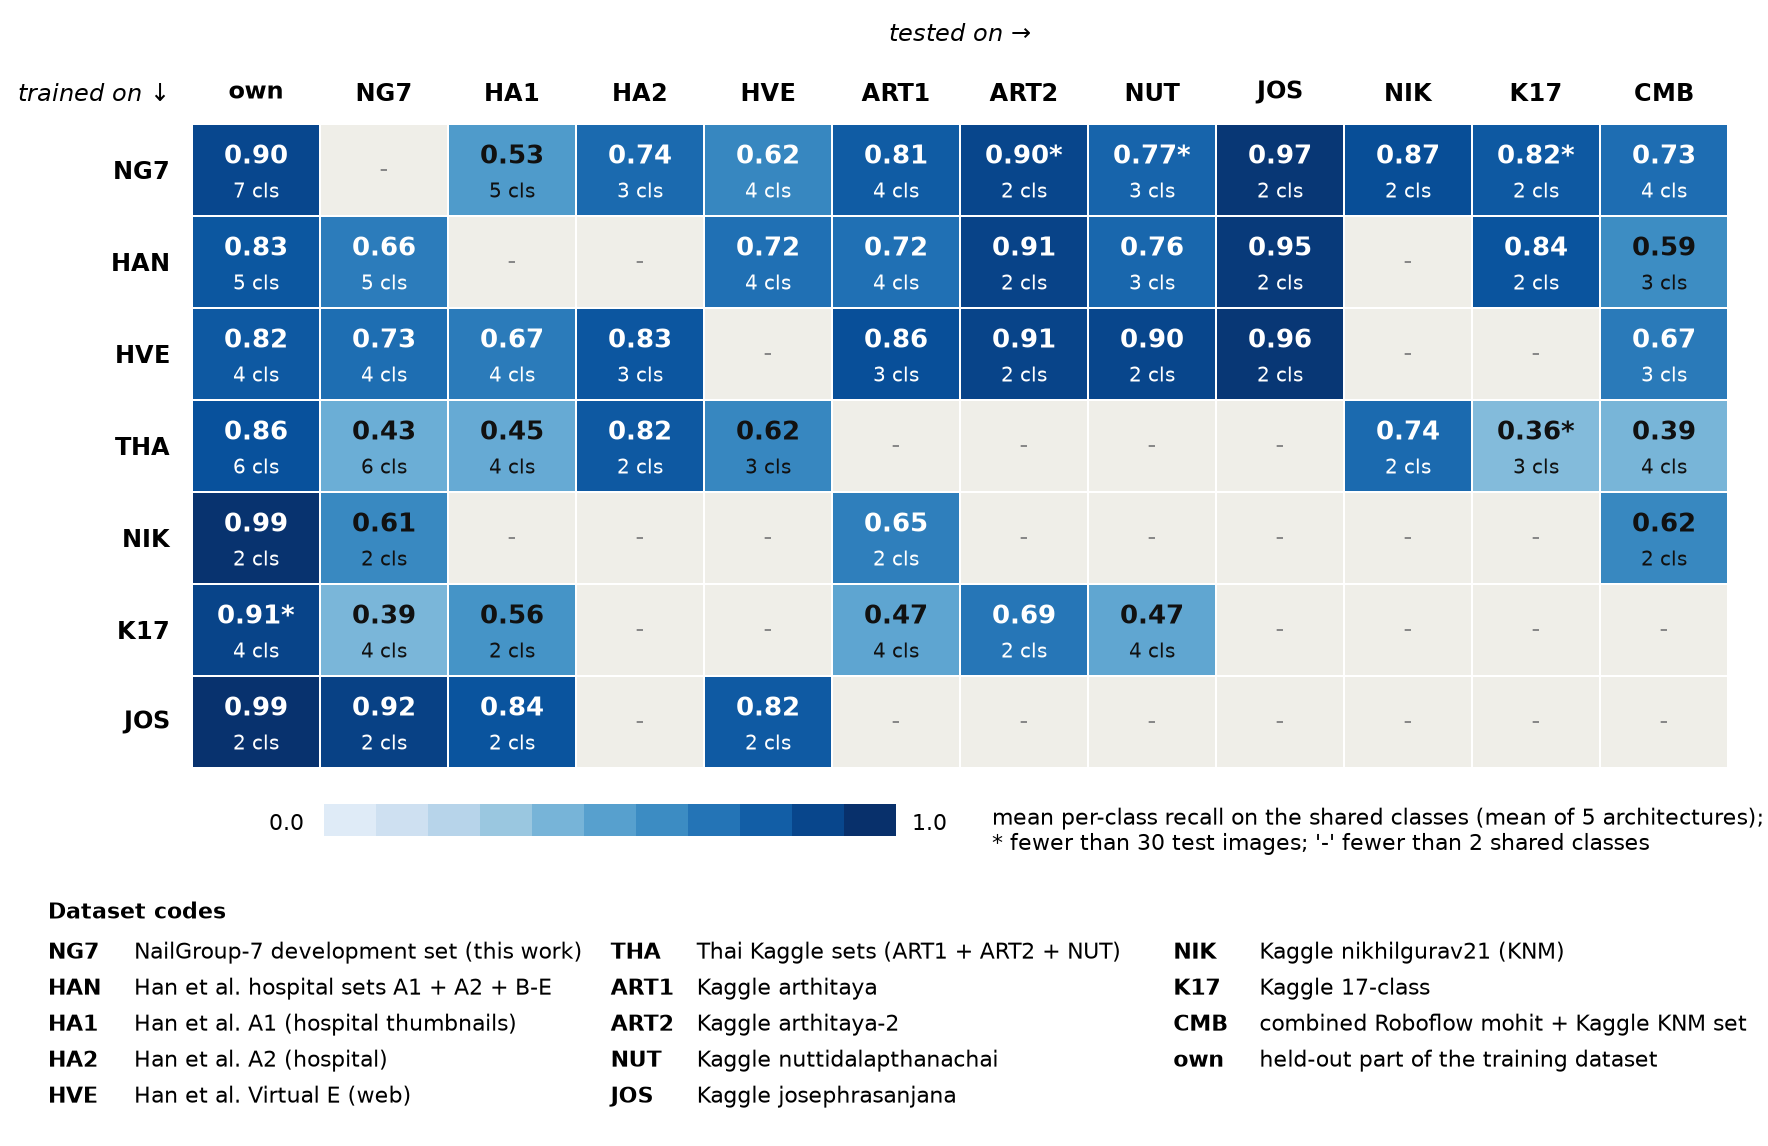 tested on →
trained on ↓ own NG7 HA1 HA2 HVE ART1 ART2 NUT JOS NIK K17 CMB
NG7 0.90 - 0.53 0.74 0.62 0.81 0.90* 0.77* 0.97 0.87 0.82* 0.73
7 cls 5 cls 3 cls 4 cls 4 cls 2 cls 3 cls 2 cls 2 cls 2 cls 4 cls
HAN 0.83 0.66 - - 0.72 0.72 0.91 0.76 0.95 - 0.84 0.59
5 cls 5 cls 4 cls 4 cls 2 cls 3 cls 2 cls 2 cls 3 cls
HVE 0.82 0.73 0.67 0.83 - 0.86 0.91 0.90 0.96 - - 0.67
4 cls 4 cls 4 cls 3 cls 3 cls 2 cls 2 cls 2 cls 3 cls
THA 0.86 0.43 0.45 0.82 0.62 - - - - 0.74 0.36* 0.39
6 cls 6 cls 4 cls 2 cls 3 cls 2 cls 3 cls 4 cls
NIK 0.99 0.61 - - - 0.65 - - - - - 0.62
2 cls 2 cls 2 cls 2 cls
K17 0.91* 0.39 0.56 - - 0.47 0.69 0.47 - - - -
4 cls 4 cls 2 cls 4 cls 2 cls 4 cls
JOS 0.99 0.92 0.84 - 0.82 - - - - - - -
2 cls 2 cls 2 cls 2 cls
0.0 1.0
mean per-class recall on the shared classes (mean of 5 architectures);
* fewer than 30 test images; '-' fewer than 2 shared classes
Dataset codes
NG7 NailGroup-7 development set (this work)
HAN Han et al. hospital sets A1 + A2 + B-E
HA1 Han et al. A1 (hospital thumbnails)
HA2 Han et al. A2 (hospital)
HVE Han et al. Virtual E (web)
THA Thai Kaggle sets (ART1 + ART2 + NUT)
ART1 Kaggle arthitaya
ART2 Kaggle arthitaya-2
NUT Kaggle nuttidalapthanachai
JOS Kaggle josephrasanjana
NIK Kaggle nikhilgurav21 (KNM)
K17 Kaggle 17-class
CMB combined Roboflow mohit + Kaggle KNM set
own held-out part of the training dataset